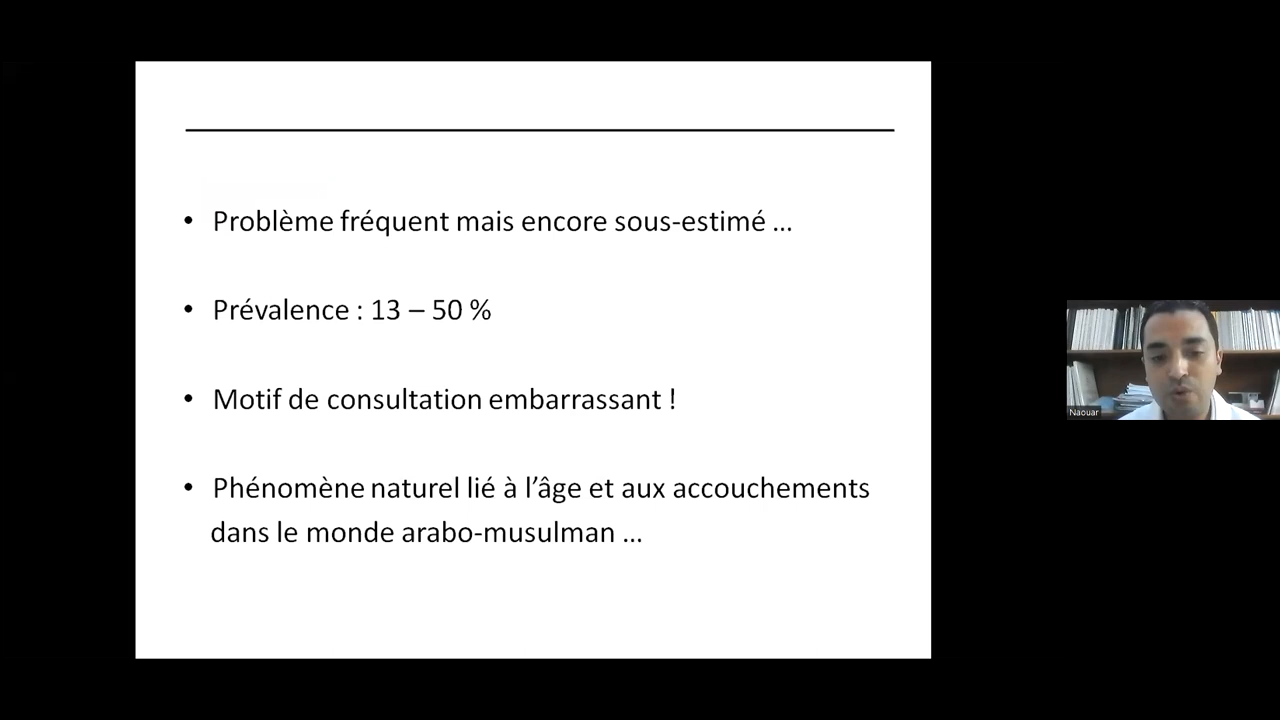 • Problème fréquent mais encore sous-estimé ...
• Prévalence : 13 – 50 %
• Motif de consultation embarrassant !
• Phénomène naturel lié à l’âge et aux accouchements
dans le monde arabo-musulman ...
Naouar